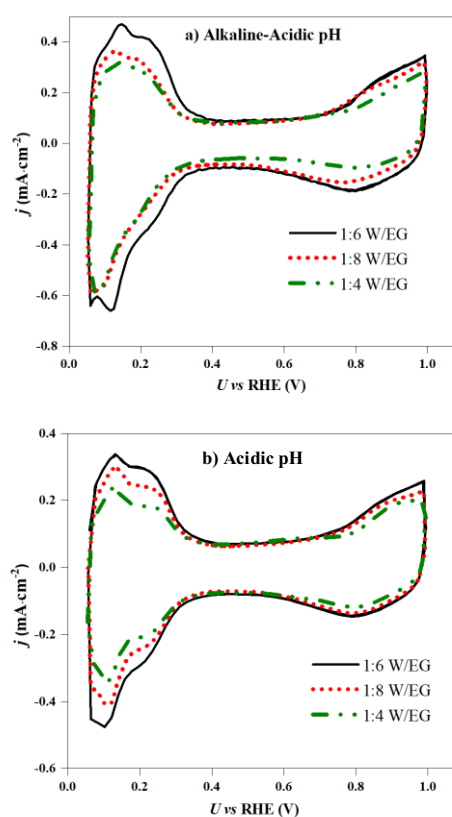 a) Alkaline-Acidic pH
0.4
0.2
0.0
-0.2
-0.4
-0.6
-0.8
j (mA·cm⁻²)
1:6 W/EG
1:8 W/EG
1:4 W/EG
0.0 0.2 0.4 0.6 0.8 1.0
U vs RHE (V)
b) Acidic pH
0.4
0.2
0.0
-0.2
-0.4
-0.6
j (mA·cm⁻²)
1:6 W/EG
1:8 W/EG
1:4 W/EG
0.0 0.2 0.4 0.6 0.8 1.0
U vs RHE (V)